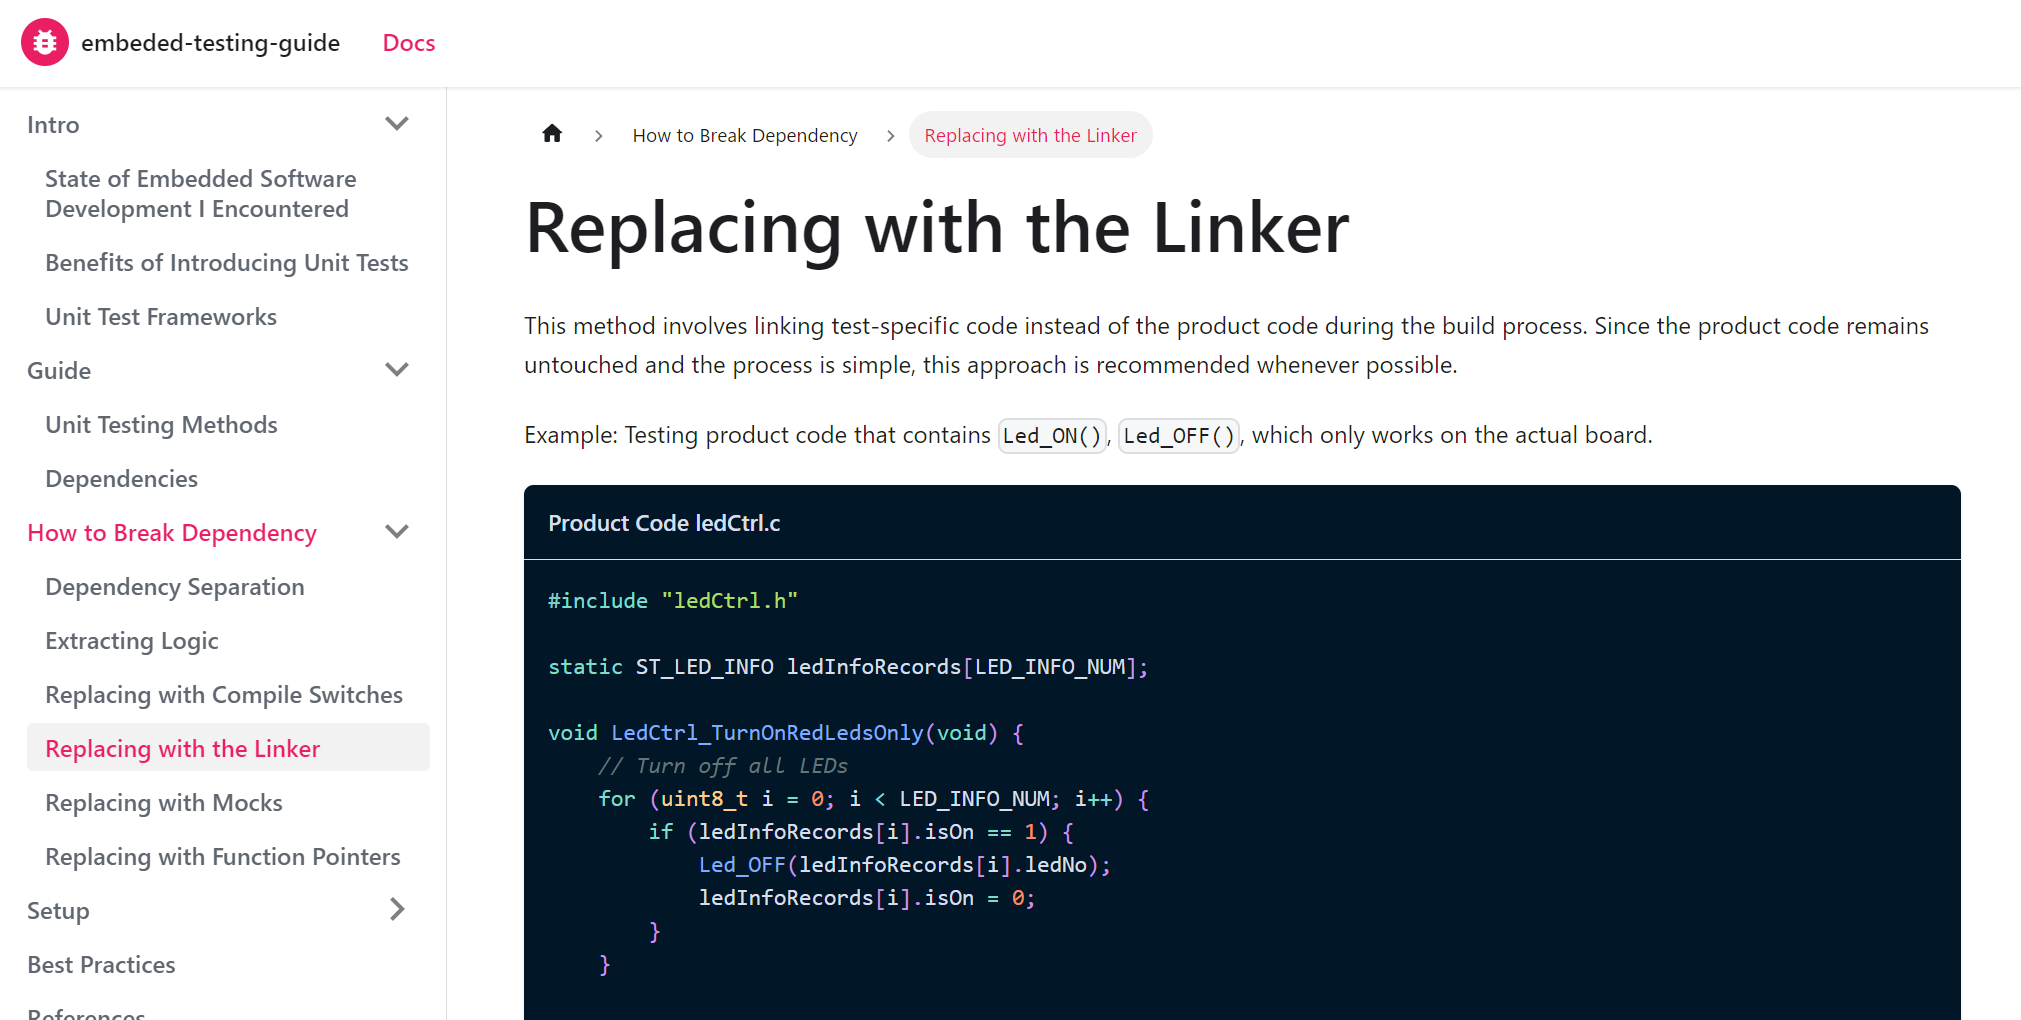 embeded-testing-guide Docs
Intro
State of Embedded Software
Development I Encountered
Benefits of Introducing Unit Tests
Unit Test Frameworks
Guide
Unit Testing Methods
Dependencies
How to Break Dependency
Dependency Separation
Extracting Logic
Replacing with Compile Switches
Replacing with the Linker
Replacing with Mocks
Replacing with Function Pointers
Setup
Best Practices
References
How to Break Dependency > Replacing with the Linker
Replacing with the Linker
This method involves linking test-specific code instead of the product code during the build process. Since the product code remains
untouched and the process is simple, this approach is recommended whenever possible.
Example: Testing product code that contains Led_ON(), Led_OFF(), which only works on the actual board.
Product Code ledCtrl.c
#include "ledCtrl.h"
static ST_LED_INFO ledInfoRecords[LED_INFO_NUM];
void LedCtrl_TurnOnRedLedsOnly(void) {
    // Turn off all LEDs
    for (uint8_t i = 0; i < LED_INFO_NUM; i++) {
        if (ledInfoRecords[i].isOn == 1) {
            Led_OFF(ledInfoRecords[i].ledNo);
            ledInfoRecords[i].isOn = 0;
        }
    }